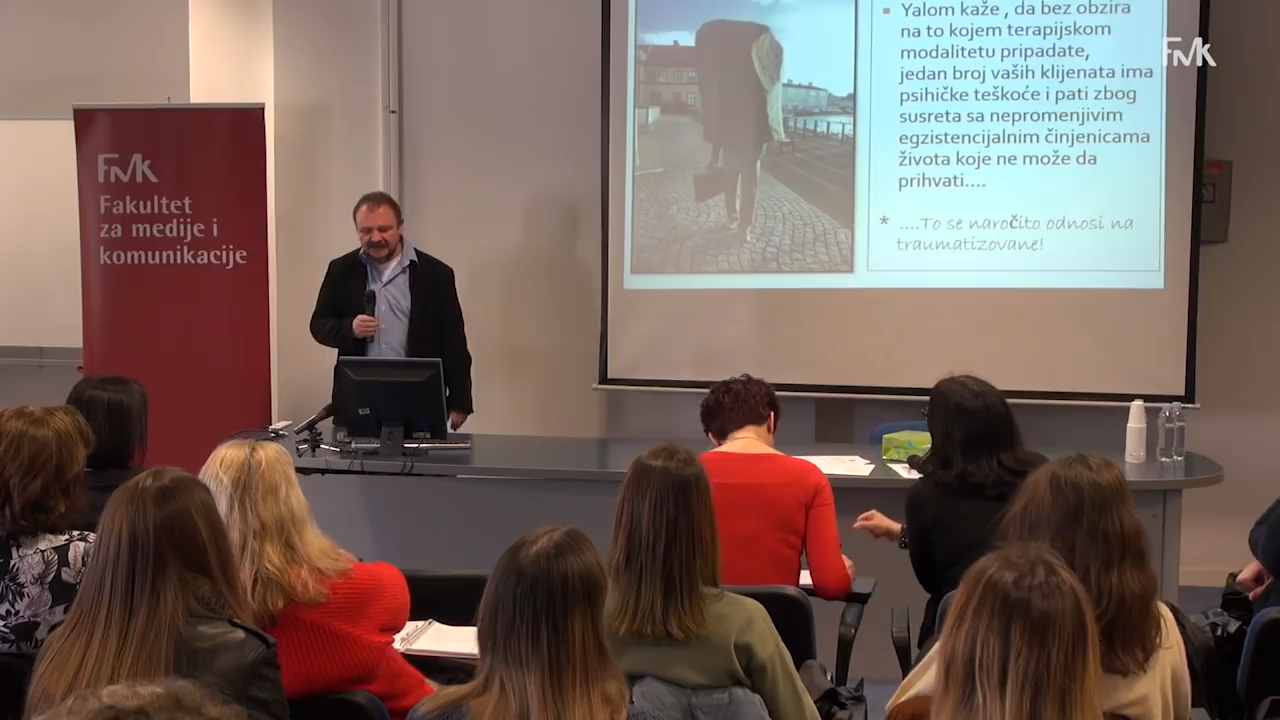 FMK
Fakultet
za medije i
komunikacije
Yalom kaže , da bez obzira
na to kojem terapijskom
modalitetu pripadate,
jedan broj vaših klijenata ima
psihičke teškoće i pati zbog
susreta sa nepromenjivim
egzistencijalnim činjenicama
života koje ne može da
prihvati....
* ....To se naročito odnosi na
traumatizovane!
FMK